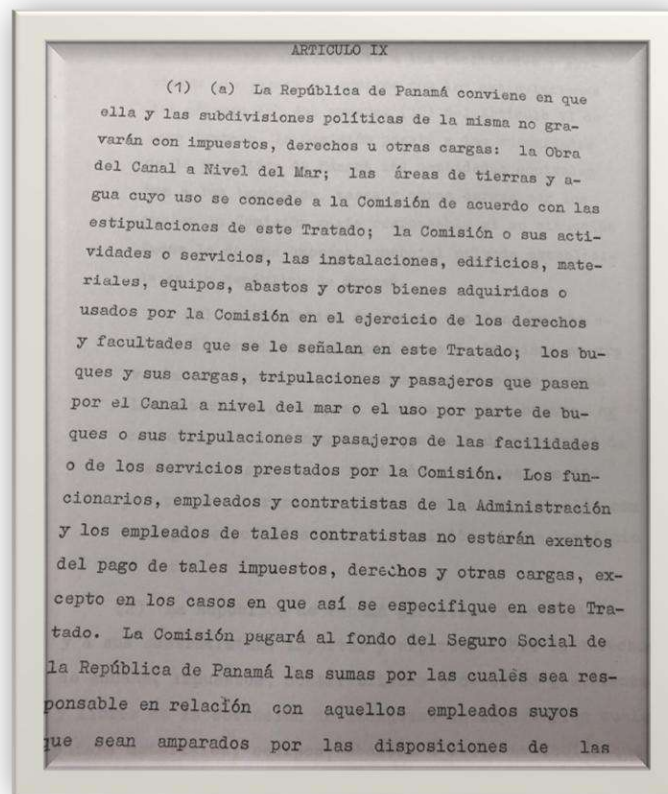 ARTICULO IX
(1) (a) La República de Panamá conviene en que
ella y las subdivisiones políticas de la misma no gra-
varán con impuestos, derechos u otras cargas: la Obra
del Canal a Nivel del Mar; las áreas de tierras y a-
gua cuyo uso se concede a la Comisión de acuerdo con las
estipulaciones de este Tratado; la Comisión o sus acti-
vidades o servicios, las instalaciones, edificios, mate-
riales, equipos, abastos y otros bienes adquiridos o
usados por la Comisión en el ejercicio de los derechos
y facultades que se le señalan en este Tratado; los bu-
ques y sus cargas, tripulaciones y pasajeros que pasen
por el Canal a nivel del mar o el uso por parte de bu-
ques o sus tripulaciones y pasajeros de las facilidades
o de los servicios prestados por la Comisión. Los fun-
cionarios, empleados y contratistas de la Administración
y los empleados de tales contratistas no estarán exentos
del pago de tales impuestos, derechos y otras cargas, ex-
cepto en los casos en que así se especifique en este Tra-
tado. La Comisión pagará al fondo del Seguro Social de
la República de Panamá las sumas por las cuales sea res-
ponsable en relación con aquellos empleados suyos
que sean amparados por las disposiciones de las